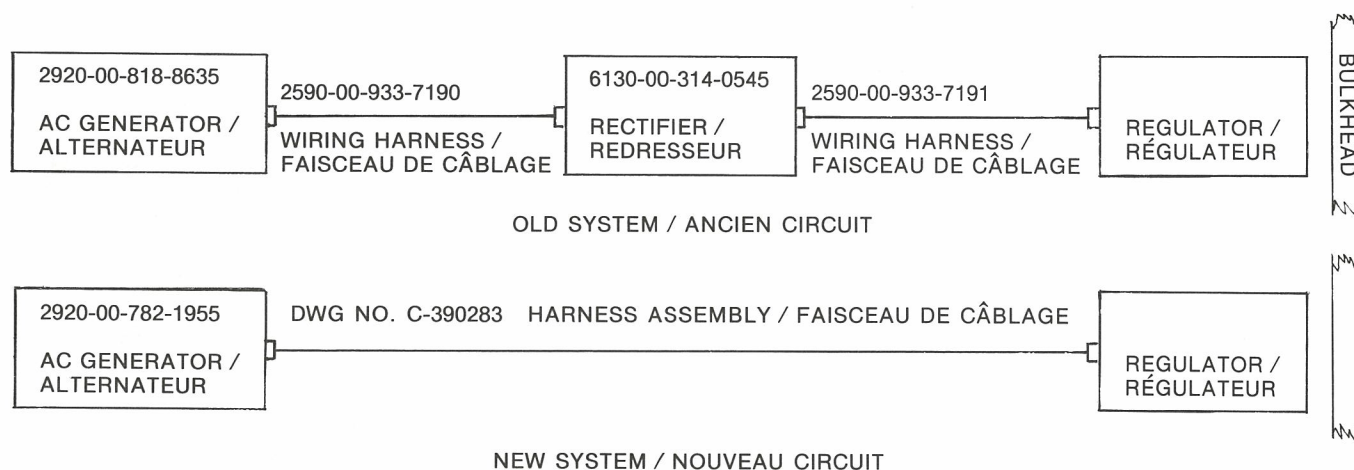 2920-00-818-8635
AC GENERATOR /
ALTERNATEUR
2590-00-933-7190
WIRING HARNESS /
FAISCEAU DE CÂBLAGE
6130-00-314-0545
RECTIFIER /
REDRESSEUR
2590-00-933-7191
WIRING HARNESS /
FAISCEAU DE CÂBLAGE
REGULATOR /
RÉGULATEUR
BULKHEAD
OLD SYSTEM / ANCIEN CIRCUIT
2920-00-782-1955
AC GENERATOR /
ALTERNATEUR
DWG NO. C-390283 HARNESS ASSEMBLY / FAISCEAU DE CÂBLAGE
REGULATOR /
RÉGULATEUR
NEW SYSTEM / NOUVEAU CIRCUIT